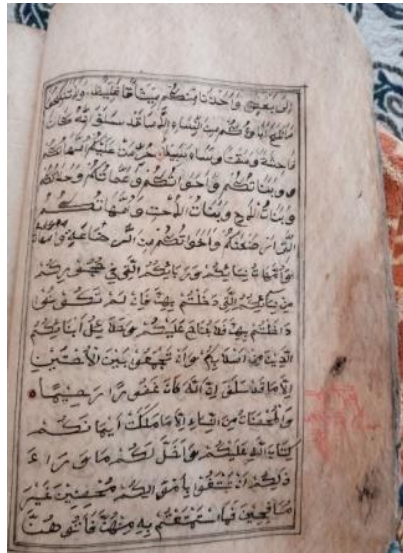 إلى بعض وأخذن منكم ميثاقا غليظا ولا تنكحوا
ما نكح آباؤكم من النساء إلا ما قد سلف إنه كان
فاحشة ومقتا وساء سبيلا حرمت عليكم أمهاتكم
وبناتكم وأخواتكم وعماتكم وخالاتكم
وبنات الأخ وبنات الأخت وأمهاتكم
اللاتي أرضعنكم وأخواتكم من الرضاعة
وأمهات نسائكم وربائبكم اللاتي في حجوركم
من نسائكم اللاتي دخلتم بهن فإن لم تكونوا
دخلتم بهن فلا جناح عليكم وحلائل أبنائكم
الذين من أصلابكم وأن تجمعوا بين الأختين
إلا ما قد سلف إن الله كان غفورا رحيما
والمحصنات من النساء إلا ما ملكت أيمانكم
كتاب الله عليكم وأحل لكم ما وراء
ذلكم أن تبتغوا بأموالكم محصنين غير
مسافحين فما استمتعتم به منهن فآتوهن